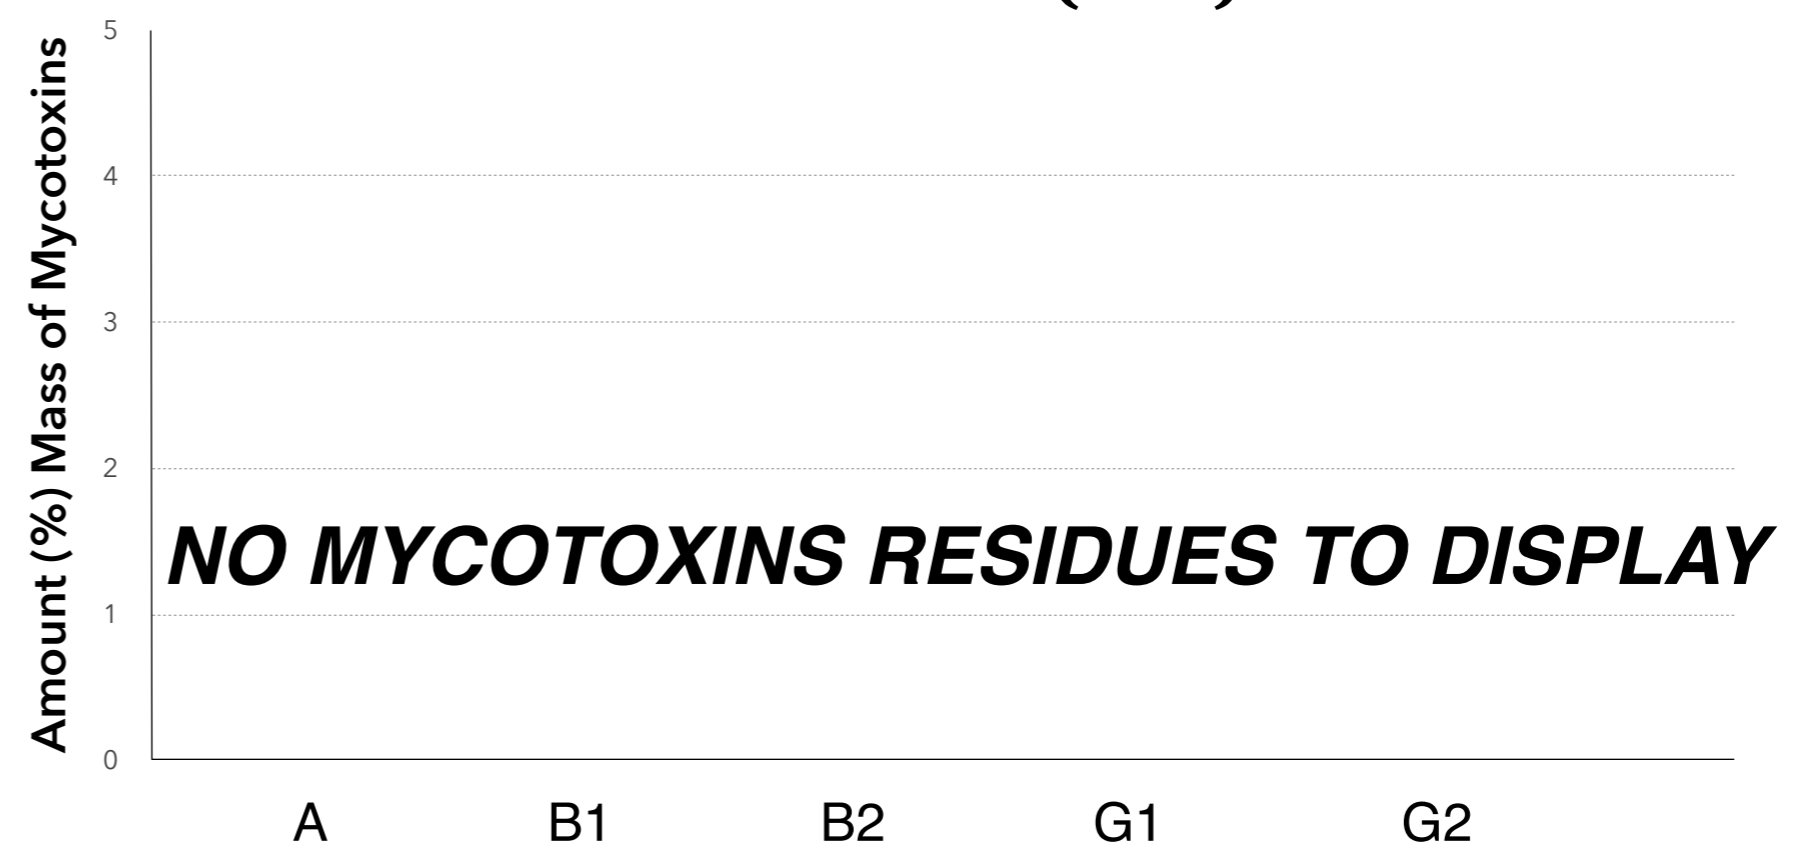 Amount (%) Mass of Mycotoxins
5
4
3
2
NO MYCOTOXINS RESIDUES TO DISPLAY
1
0
A B1 B2 G1 G2